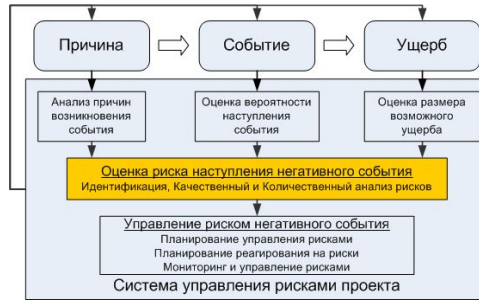 Причина
Событие
Ущерб
Анализ причин
возникновения
события
Оценка вероятности
наступления
события
Оценка размера
возможного
ущерба
Оценка риска наступления негативного события
Идентификация, Качественный и Количественный анализ рисков
Управление риском негативного события
Планирование управления рисками
Планирование реагирования на риски
Мониторинг и управление рисками
Система управления рисками проекта